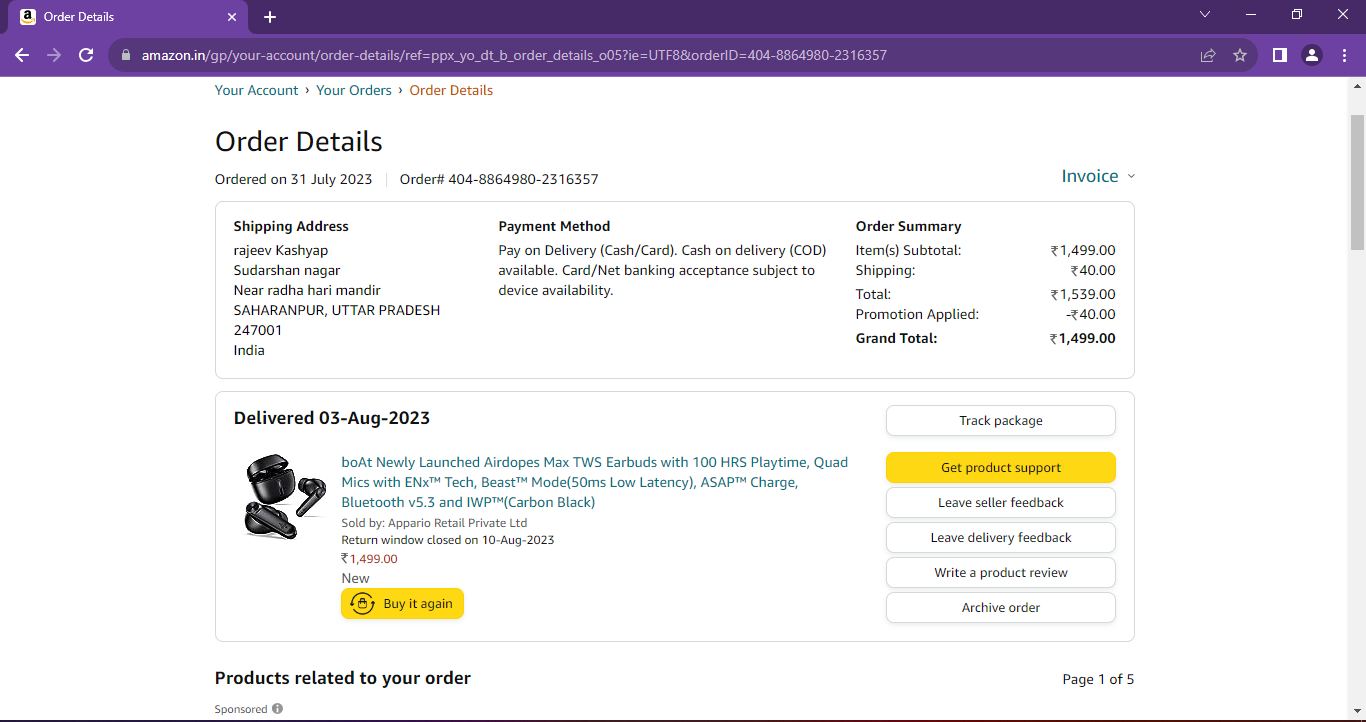 Order Details
amazon.in/gp/your-account/order-details/ref=ppx_yo_dt_b_order_details_o05?ie=UTF8&orderID=404-8864980-2316357
Your Account › Your Orders › Order Details
Order Details
Ordered on 31 July 2023 Order# 404-8864980-2316357
Invoice
Shipping Address
rajeev Kashyap
Sudarshan nagar
Near radha hari mandir
SAHARANPUR, UTTAR PRADESH
247001
India
Payment Method
Pay on Delivery (Cash/Card). Cash on delivery (COD)
available. Card/Net banking acceptance subject to
device availability.
Order Summary
Item(s) Subtotal: ₹1,499.00
Shipping: ₹40.00
Total: ₹1,539.00
Promotion Applied: -₹40.00
Grand Total: ₹1,499.00
Delivered 03-Aug-2023
boAt Newly Launched Airdopes Max TWS Earbuds with 100 HRS Playtime, Quad
Mics with ENx™ Tech, Beast™ Mode(50ms Low Latency), ASAP™ Charge,
Bluetooth v5.3 and IWP™(Carbon Black)
Sold by: Appario Retail Private Ltd
Return window closed on 10-Aug-2023
₹1,499.00
New
Buy it again
Track package
Get product support
Leave seller feedback
Leave delivery feedback
Write a product review
Archive order
Products related to your order
Page 1 of 5
Sponsored